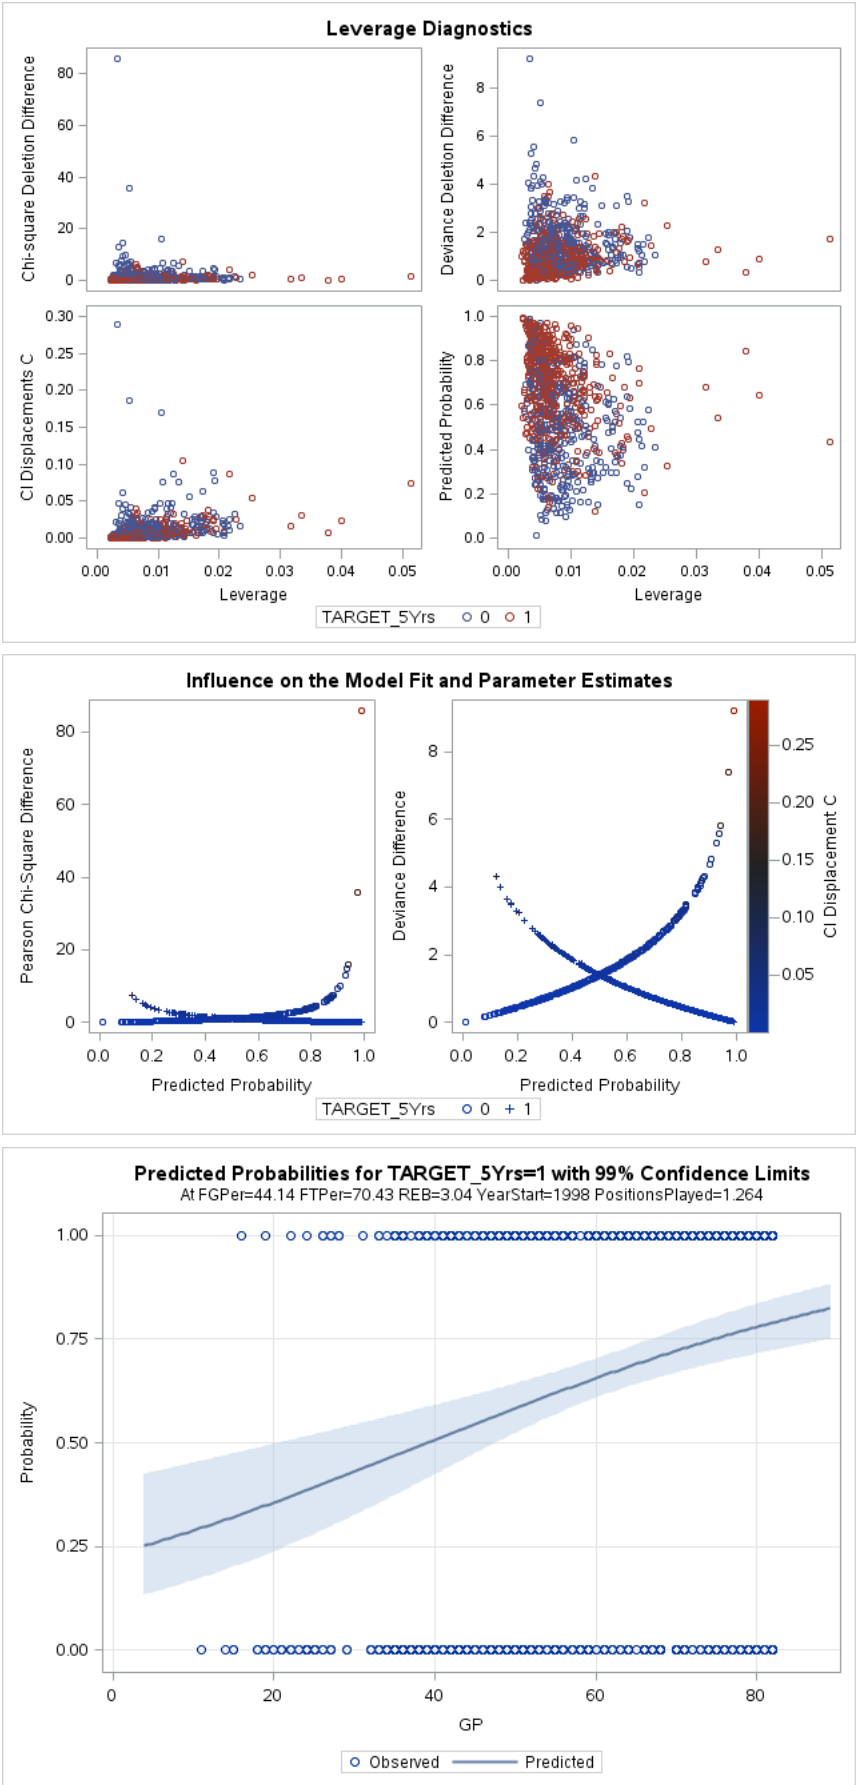 Leverage Diagnostics
Chi-square Deletion Difference
80
60
40
20
0
Deviance Deletion Difference
8
6
4
2
0
CI Displacements C
0.30
0.25
0.20
0.15
0.10
0.05
0.00
0.00 0.01 0.02 0.03 0.04 0.05
Leverage
Predicted Probability
1.0
0.8
0.6
0.4
0.2
0.0
0.00 0.01 0.02 0.03 0.04 0.05
Leverage
TARGET_5Yrs 0 1
Influence on the Model Fit and Parameter Estimates
Pearson Chi-Square Difference
80
60
40
20
0
0.0 0.2 0.4 0.6 0.8 1.0
Predicted Probability
Deviance Difference
8
6
4
2
0
0.0 0.2 0.4 0.6 0.8 1.0
Predicted Probability
0.25
0.20
0.15
0.10
0.05
CI Displacement C
TARGET_5Yrs 0 1
Predicted Probabilities for TARGET_5Yrs=1 with 99% Confidence Limits
At FGPer=44.14 FTPer=70.43 REB=3.04 YearStart=1998 PositionsPlayed=1.264
Probability
1.00
0.75
0.50
0.25
0.00
0 20 40 60 80
GP
Observed Predicted